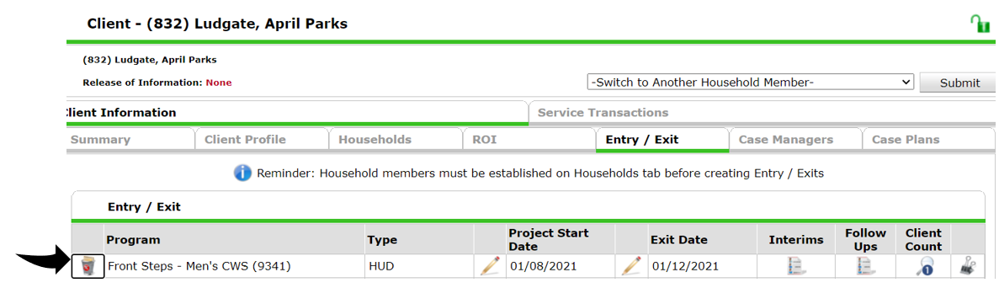 Client - (832) Ludgate, April Parks
(832) Ludgate, April Parks
Release of Information: None
-Switch to Another Household Member-
Submit
Client Information
Service Transactions
Summary
Client Profile
Households
ROI
Entry / Exit
Case Managers
Case Plans
Reminder: Household members must be established on Households tab before creating Entry / Exits
Entry / Exit
Program
Type
Project Start
Date
Exit Date
Interims
Follow
Ups
Client
Count
Front Steps - Men's CWS (9341)
HUD
01/08/2021
01/12/2021
1